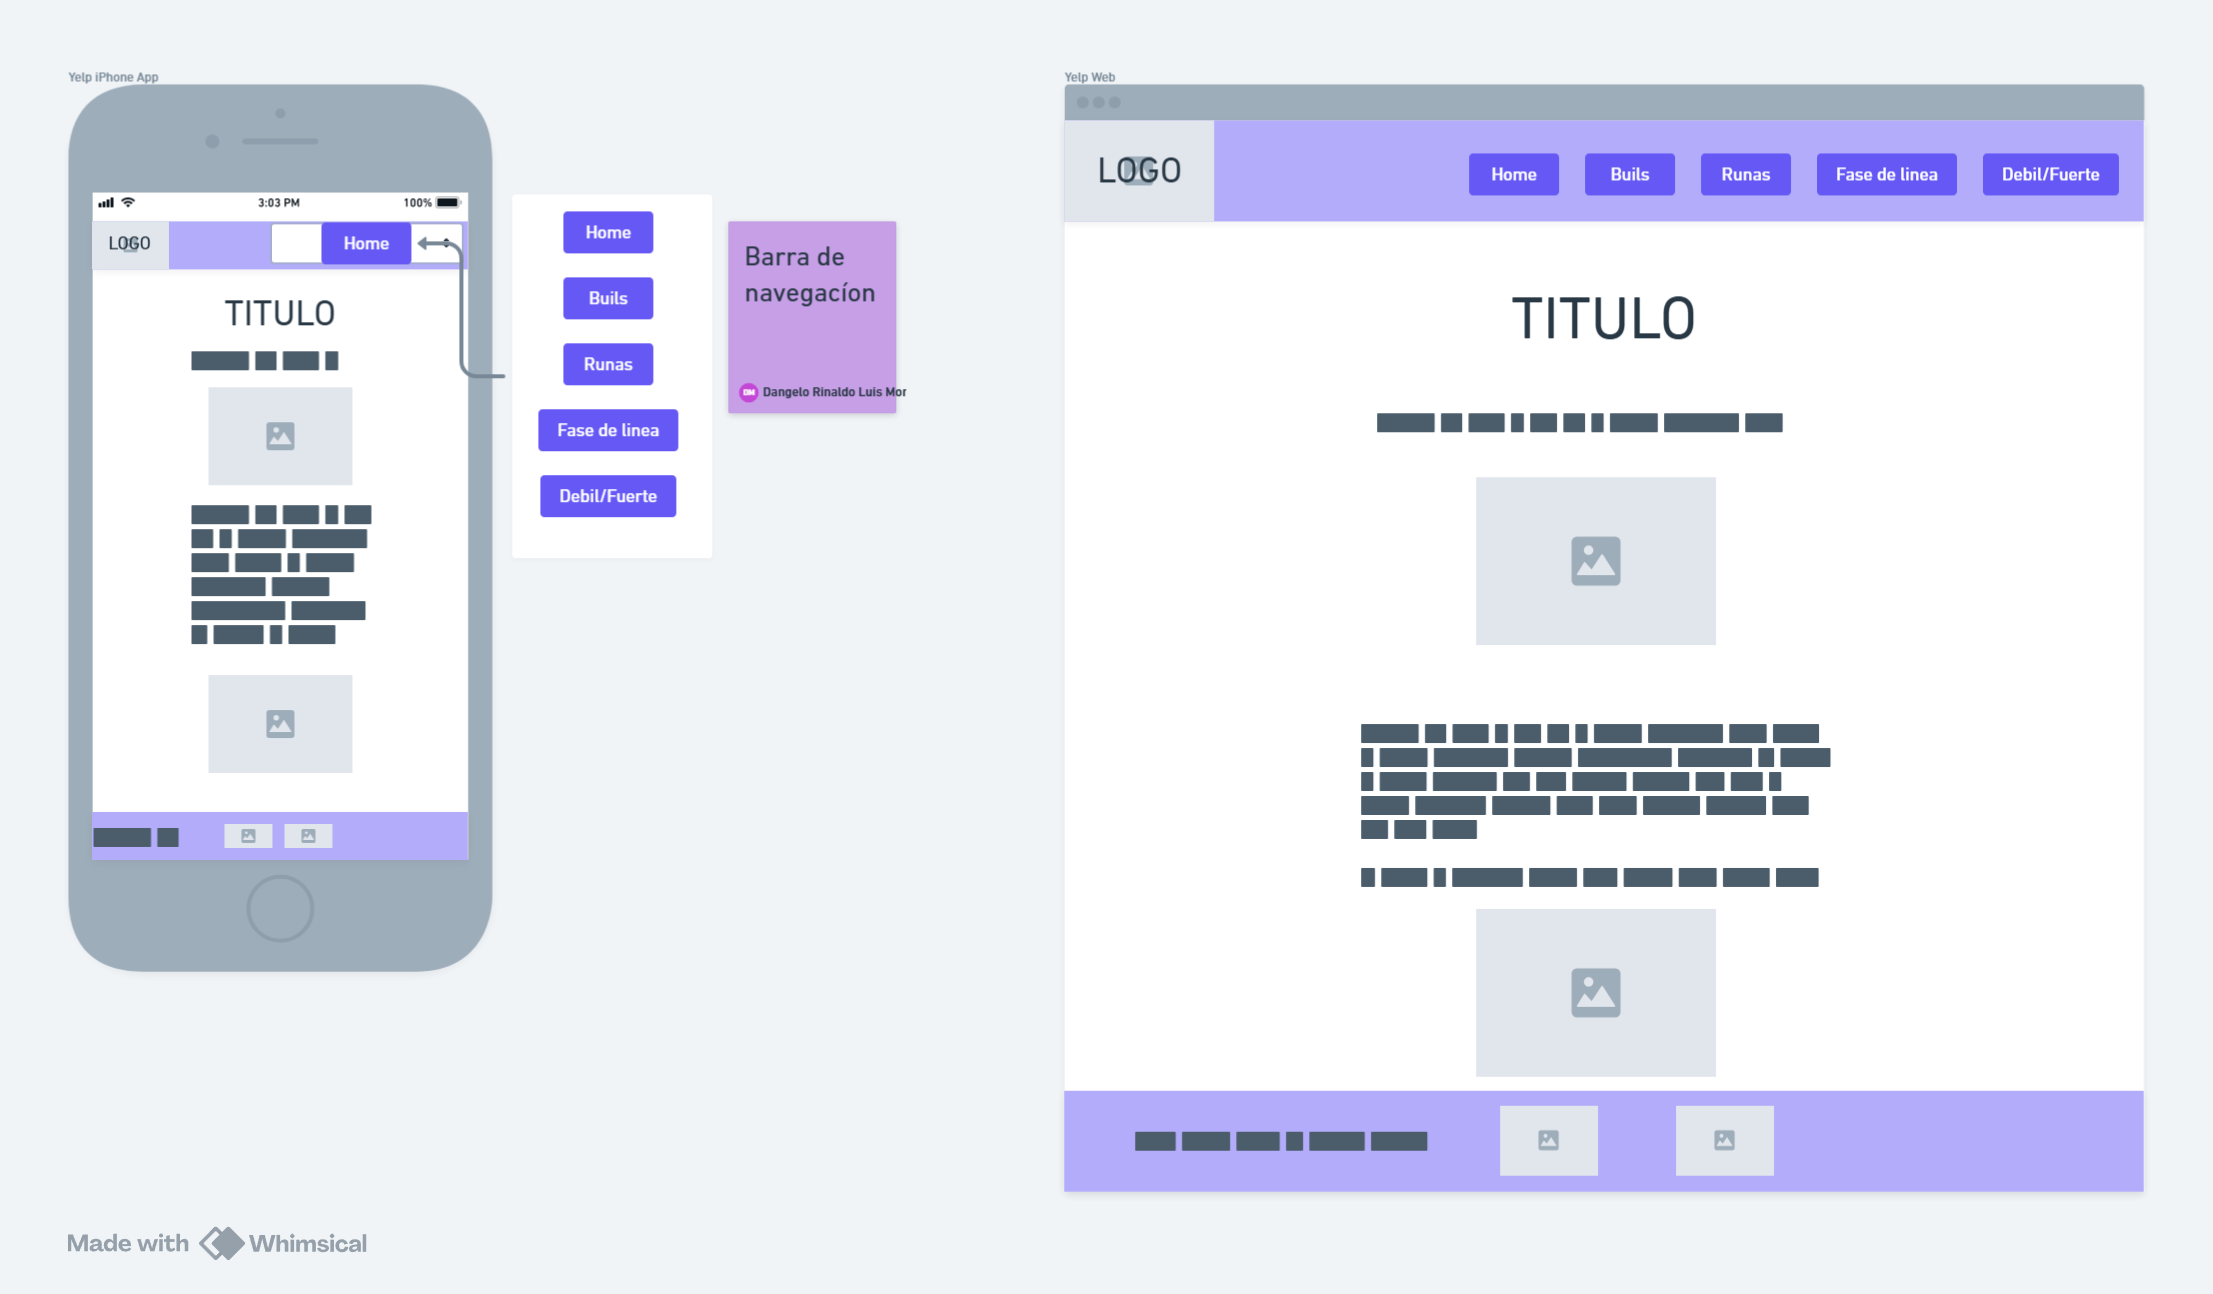 Yelp iPhone App
3:03 PM
100%
LOGO
Home
TITULO
Home
Buils
Runas
Fase de linea
Debil/Fuerte
Barra de
navegacíon
DM Dangelo Rinaldo Luis Mor
Yelp Web
LOGO
Home
Buils
Runas
Fase de linea
Debil/Fuerte
TITULO
Made with Whimsical